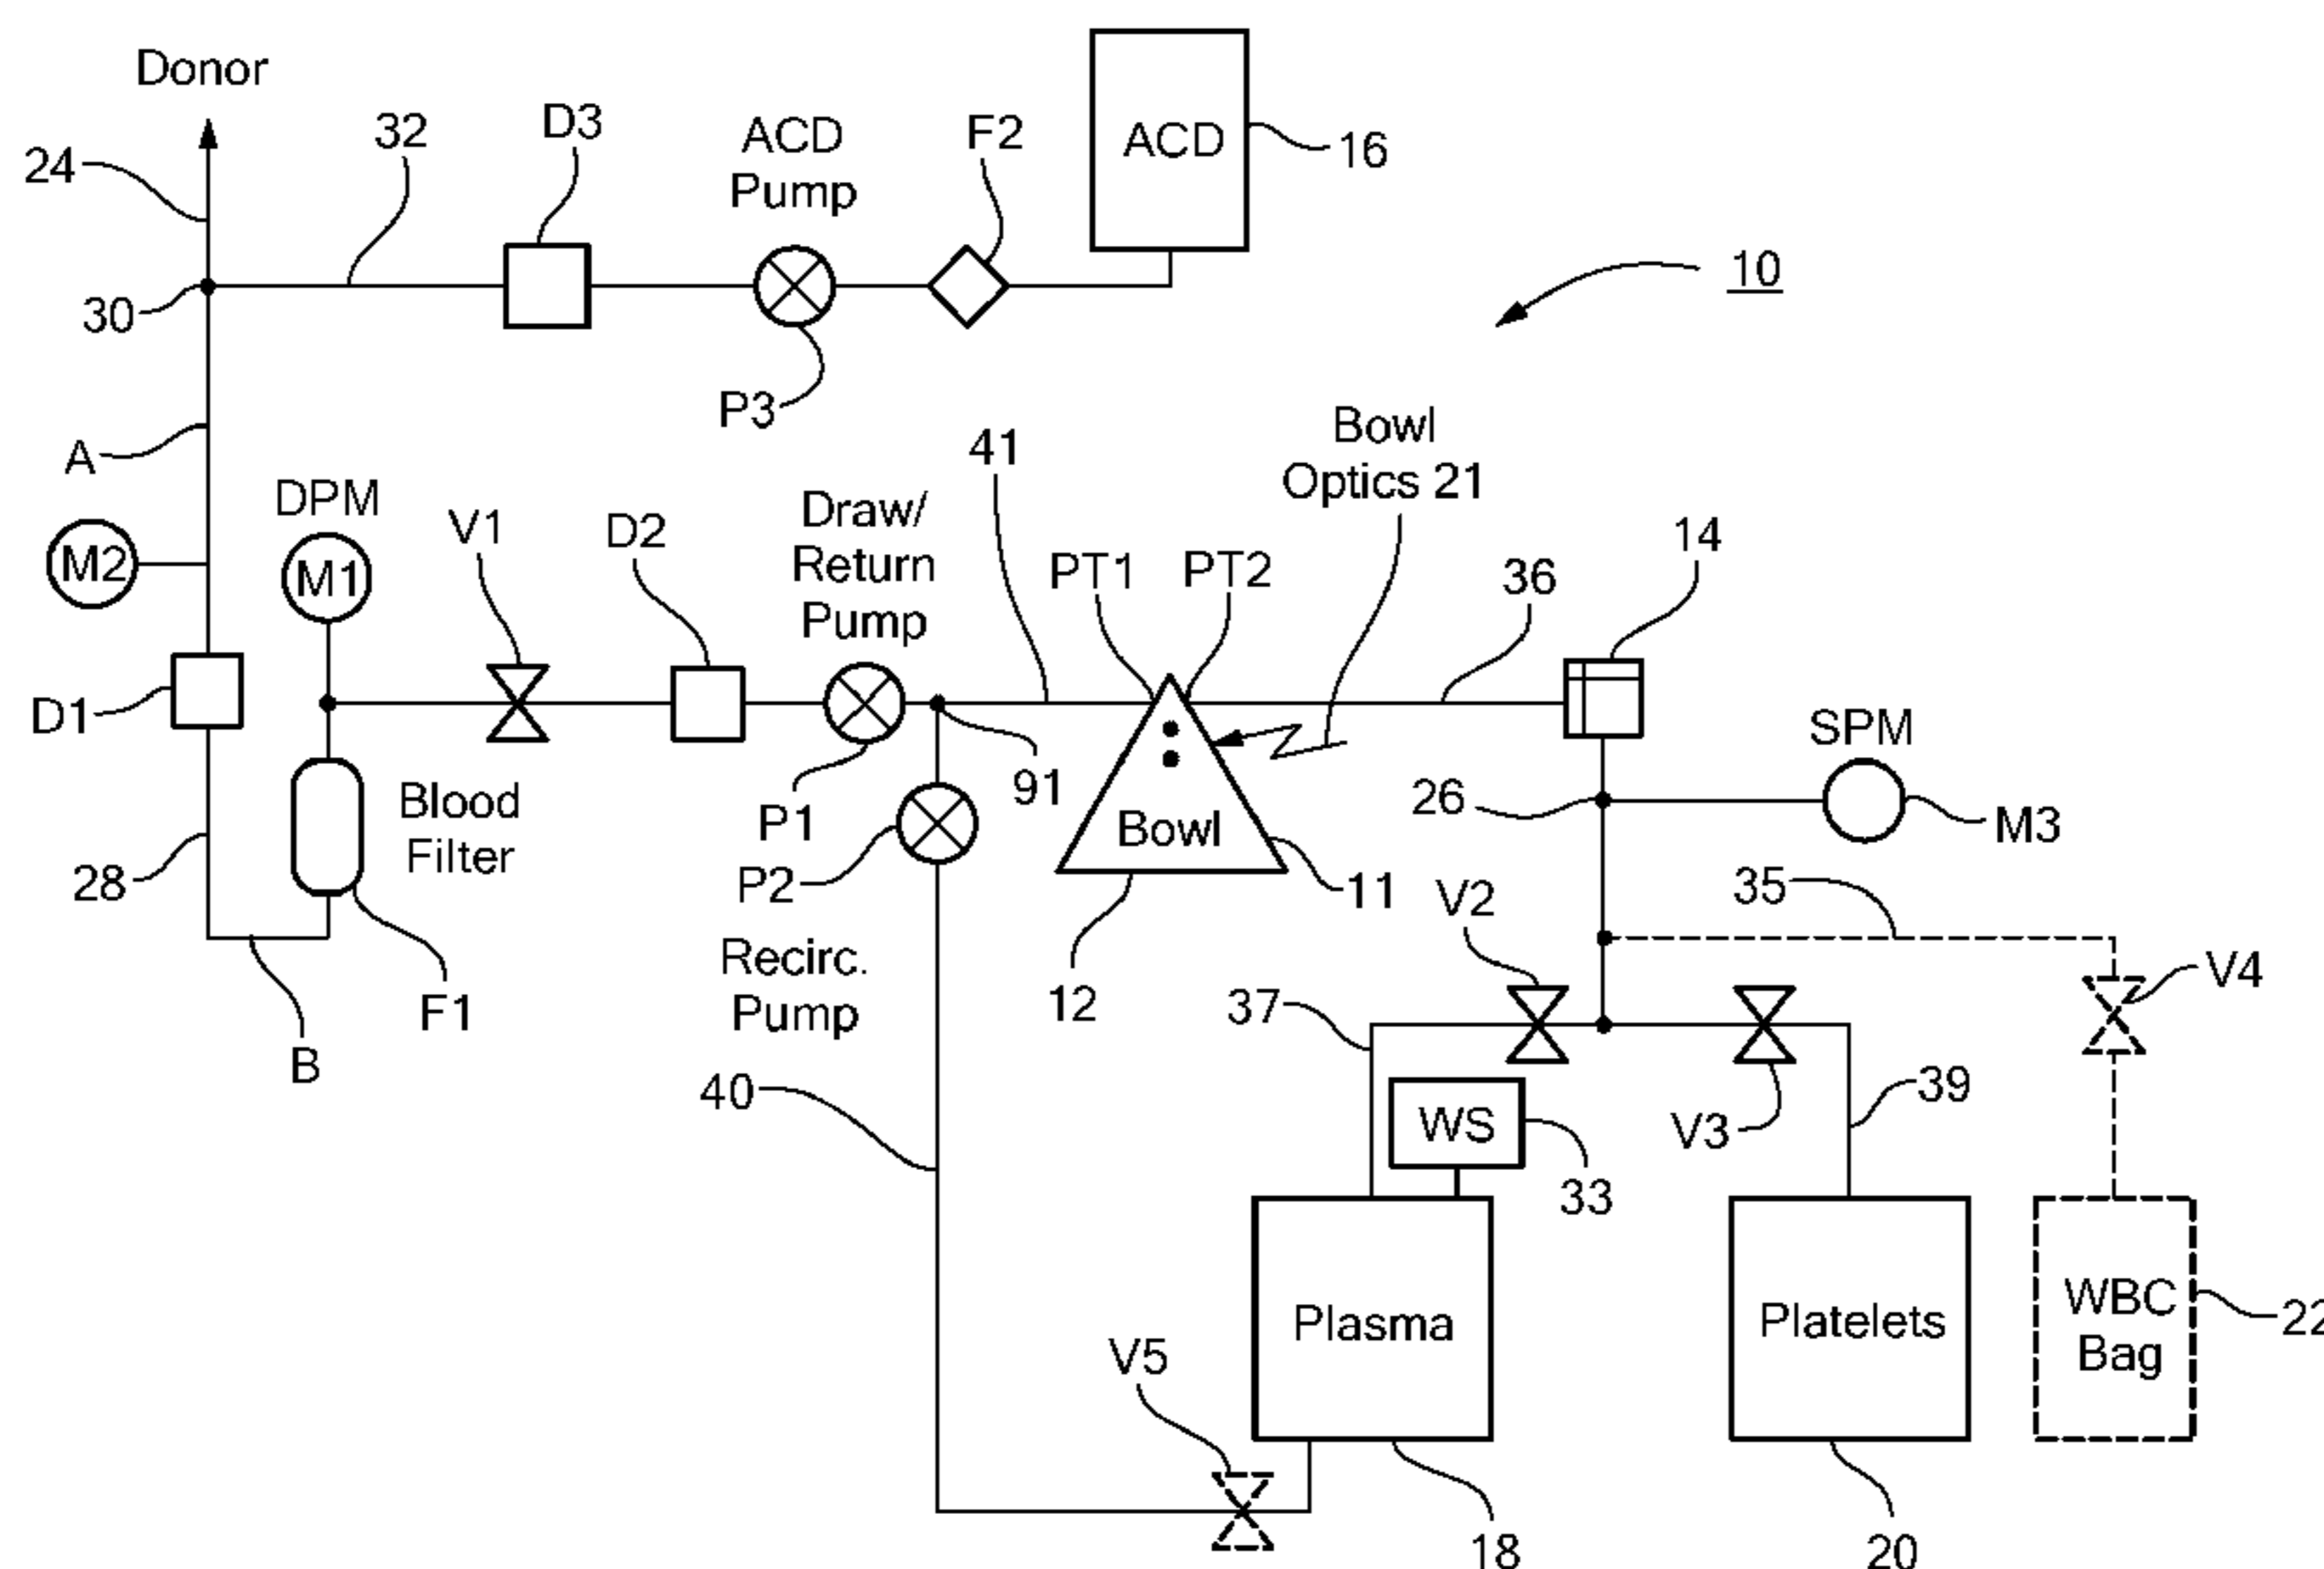 Donor
24
32
D3
ACD
Pump
F2
ACD
16
10
30
P3
A
M2
DPM
M1
V1
D2
Draw/
Return
Pump
41
PT1
PT2
Bowl
Optics 21
36
14
D1
SPM
M3
26
91
P1
P2
Blood
Filter
28
F1
B
Bowl
11
12
Recirc.
Pump
40
V2
35
V4
37
V3
39
WS
33
Plasma
Platelets
WBC
Bag
22
V5
18
20